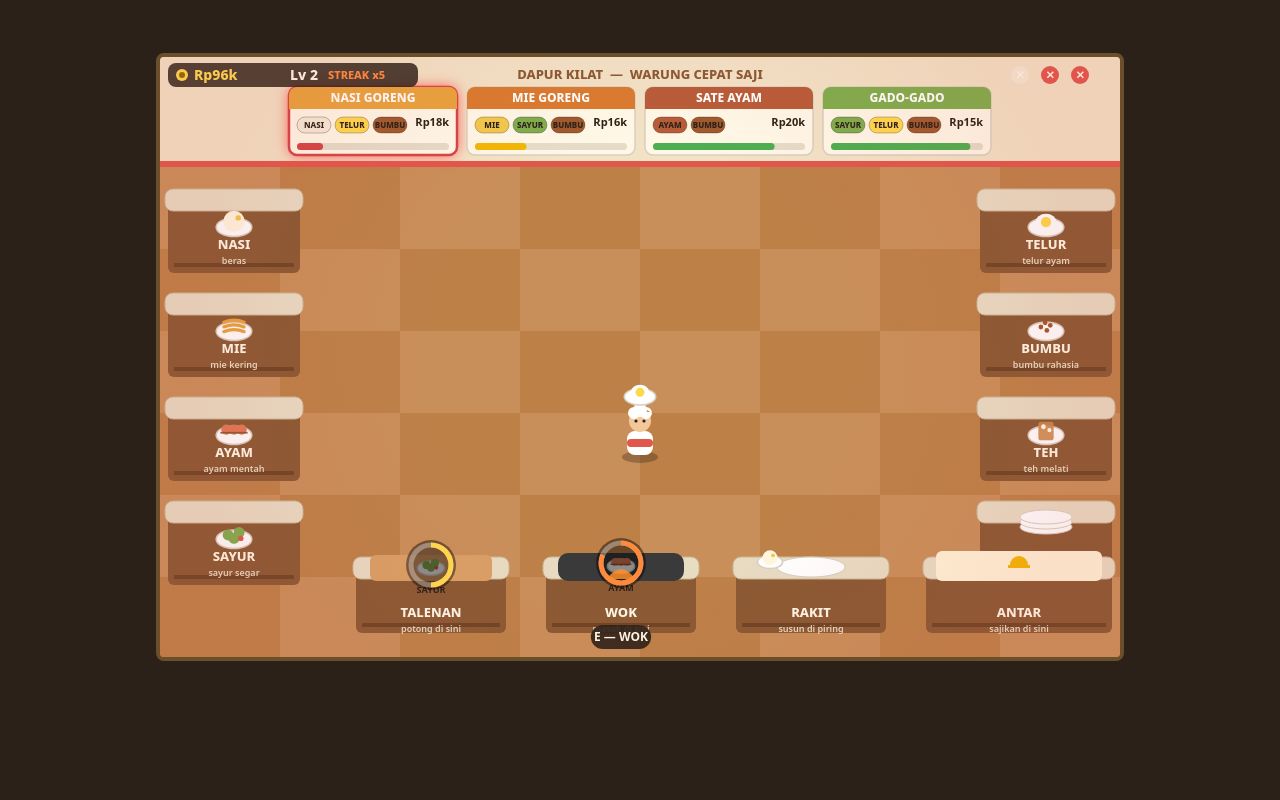 Rp96k Lv 2 STREAK x5 DAPUR KILAT — WARUNG CEPAT SAJI
NASI GORENG
NASI TELUR BUMBU Rp18k
MIE GORENG
MIE SAYUR BUMBU Rp16k
SATE AYAM
AYAM BUMBU Rp20k
GADO-GADO
SAYUR TELUR BUMBU Rp15k
NASI
beras
TELUR
telur ayam
MIE
mie kering
BUMBU
bumbu rahasia
AYAM
ayam mentah
TEH
teh melati
SAYUR
sayur segar
SAYUR
TALENAN
potong di sini
AYAM
WOK
E — WOK
RAKIT
susun di piring
ANTAR
sajikan di sini